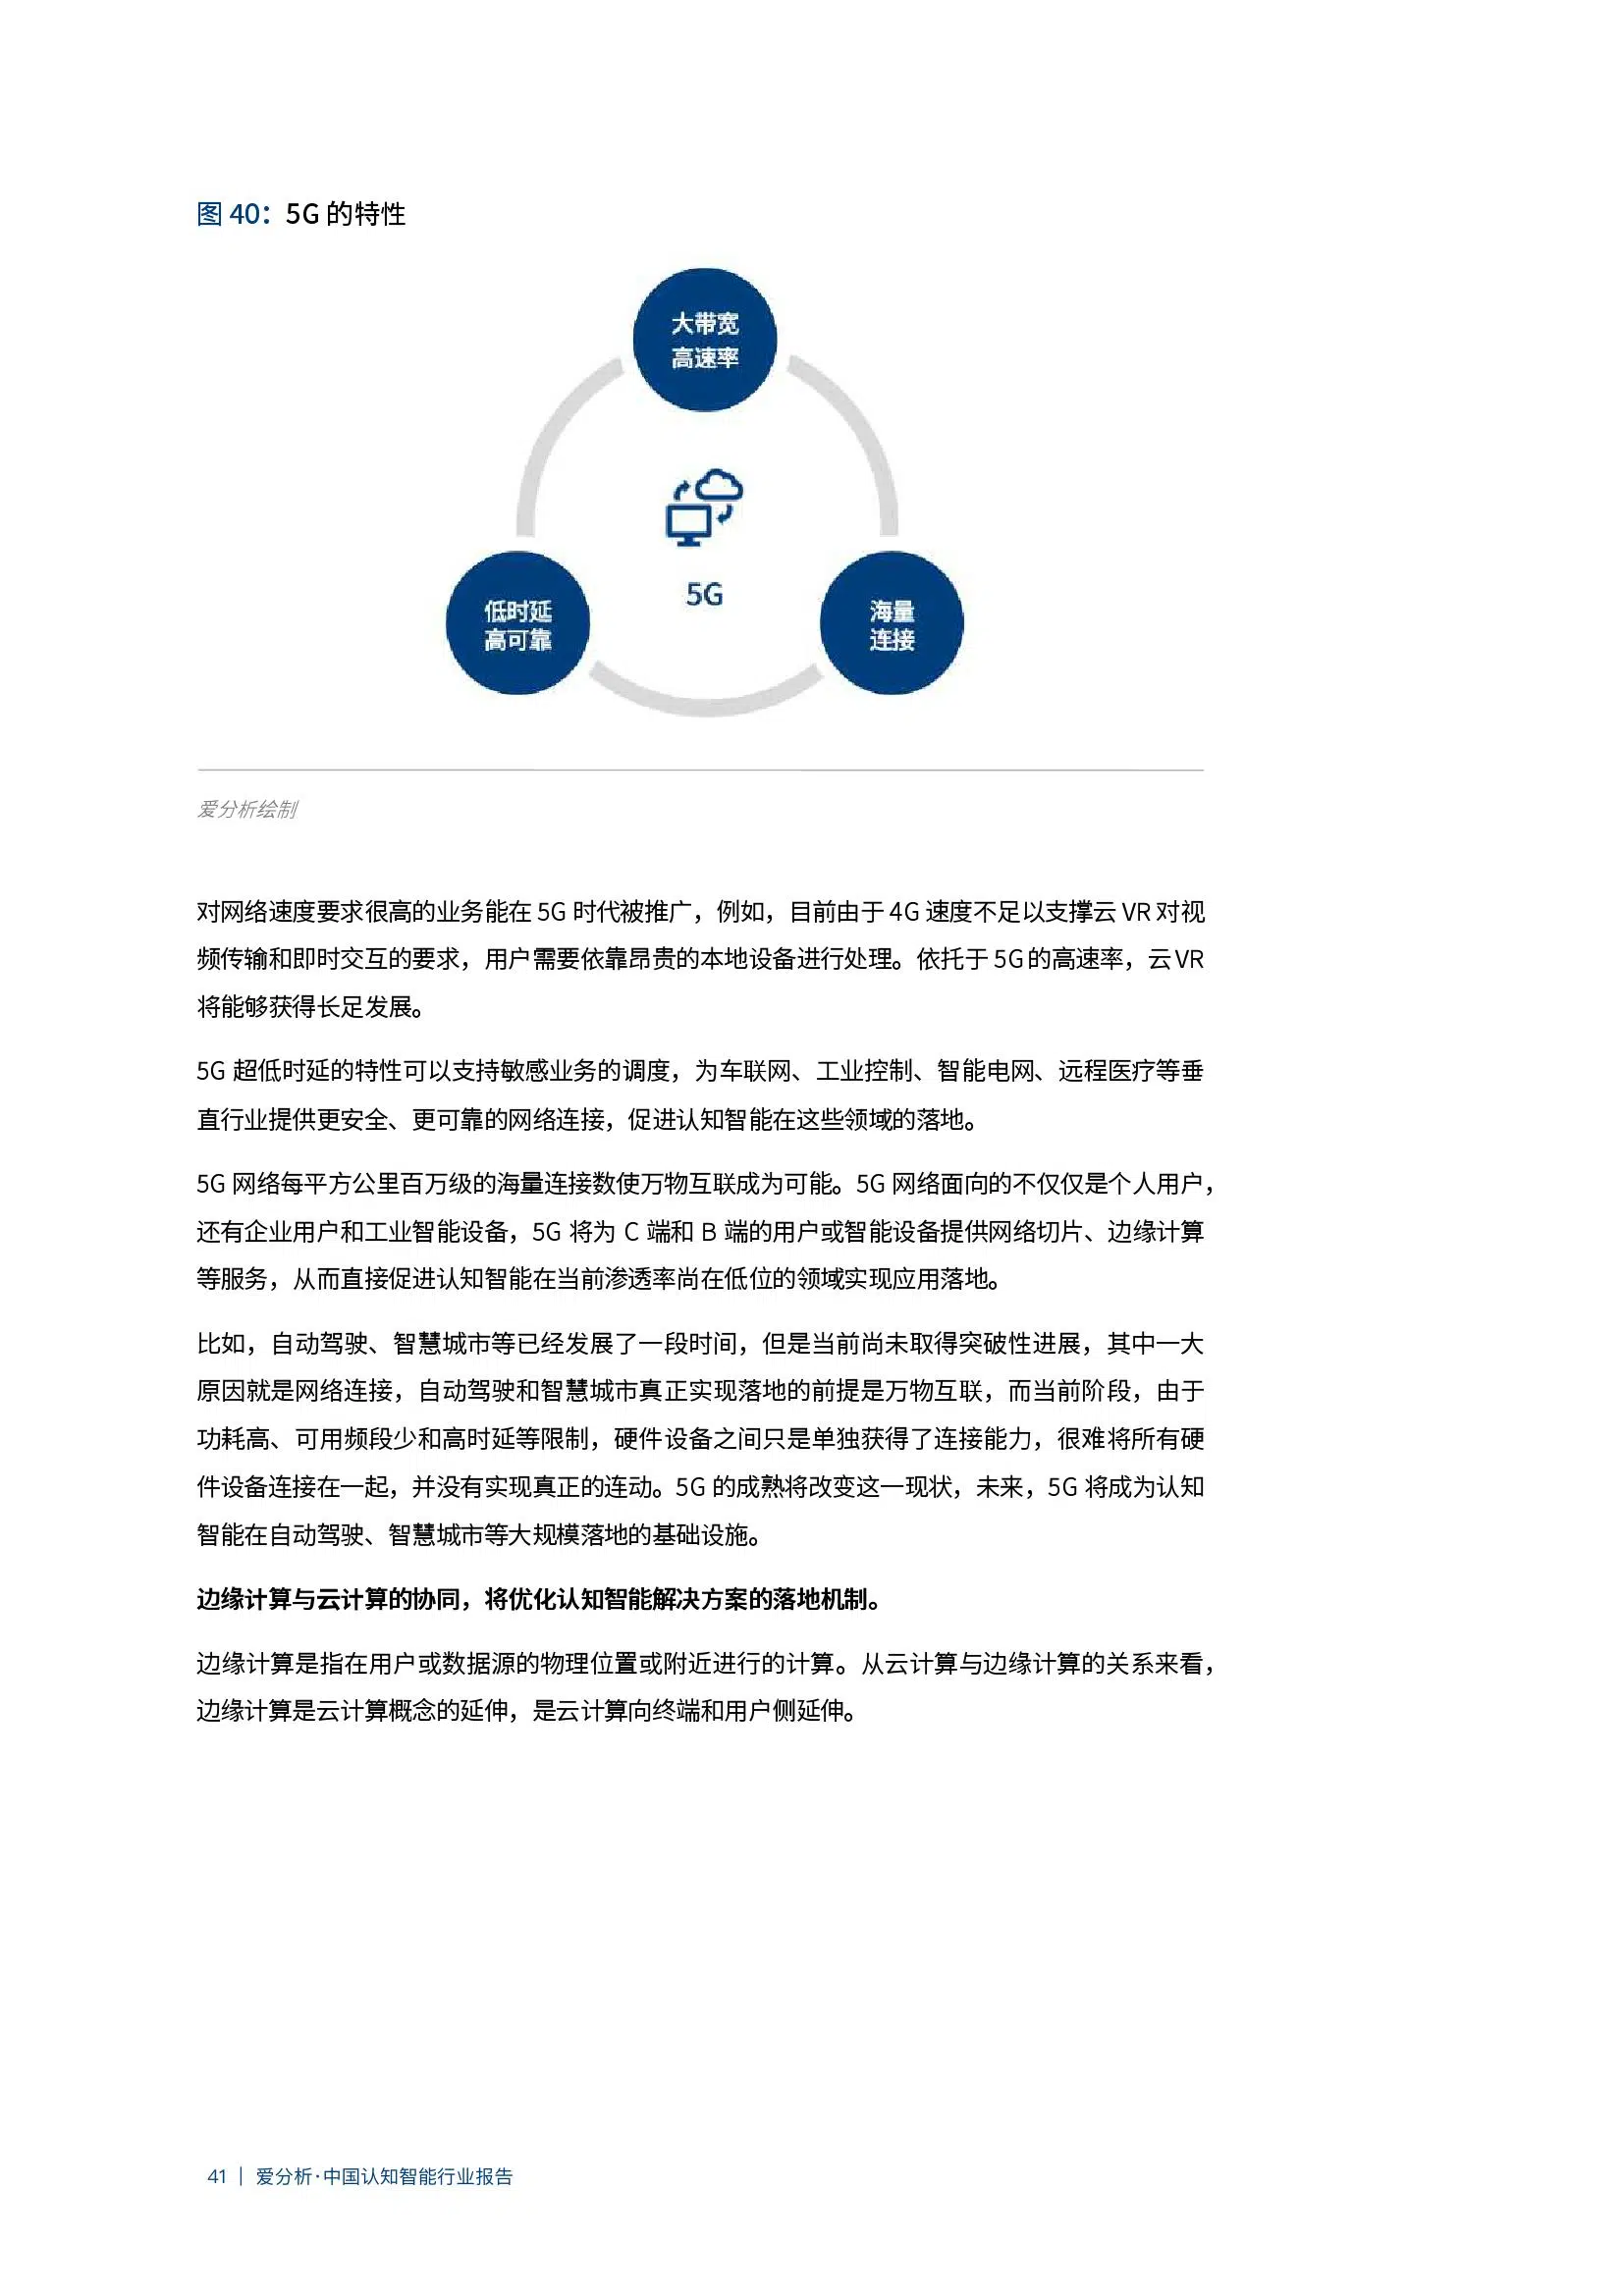 图 40：5G 的特性
大带宽
高速率
5G
低时延
高可靠
海量
连接
爱分析绘制
对网络速度要求很高的业务能在 5G 时代被推广，例如，目前由于 4G 速度不足以支撑云 VR 对视
频传输和即时交互的要求，用户需要依靠昂贵的本地设备进行处理。依托于 5G 的高速率，云 VR
将能够获得长足发展。
5G 超低时延的特性可以支持敏感业务的调度，为车联网、工业控制、智能电网、远程医疗等垂
直行业提供更安全、更可靠的网络连接，促进认知智能在这些领域的落地。
5G 网络每平方公里百万级的海量连接数使万物互联成为可能。5G 网络面向的不仅仅是个人用户，
还有企业用户和工业智能设备，5G 将为 C 端和 B 端的用户或智能设备提供网络切片、边缘计算
等服务，从而直接促进认知智能在当前渗透率尚在低位的领域实现应用落地。
比如，自动驾驶、智慧城市等已经发展了一段时间，但是当前尚未取得突破性进展，其中一大
原因就是网络连接，自动驾驶和智慧城市真正实现落地的前提是万物互联，而当前阶段，由于
功耗高、可用频段少和高时延等限制，硬件设备之间只是单独获得了连接能力，很难将所有硬
件设备连接在一起，并没有实现真正的连动。5G 的成熟将改变这一现状，未来，5G 将成为认知
智能在自动驾驶、智慧城市等大规模落地的基础设施。
边缘计算与云计算的协同，将优化认知智能解决方案的落地机制。
边缘计算是指在用户或数据源的物理位置或附近进行的计算。从云计算与边缘计算的关系来看，
边缘计算是云计算概念的延伸，是云计算向终端和用户侧延伸。
41 | 爱分析·中国认知智能行业报告